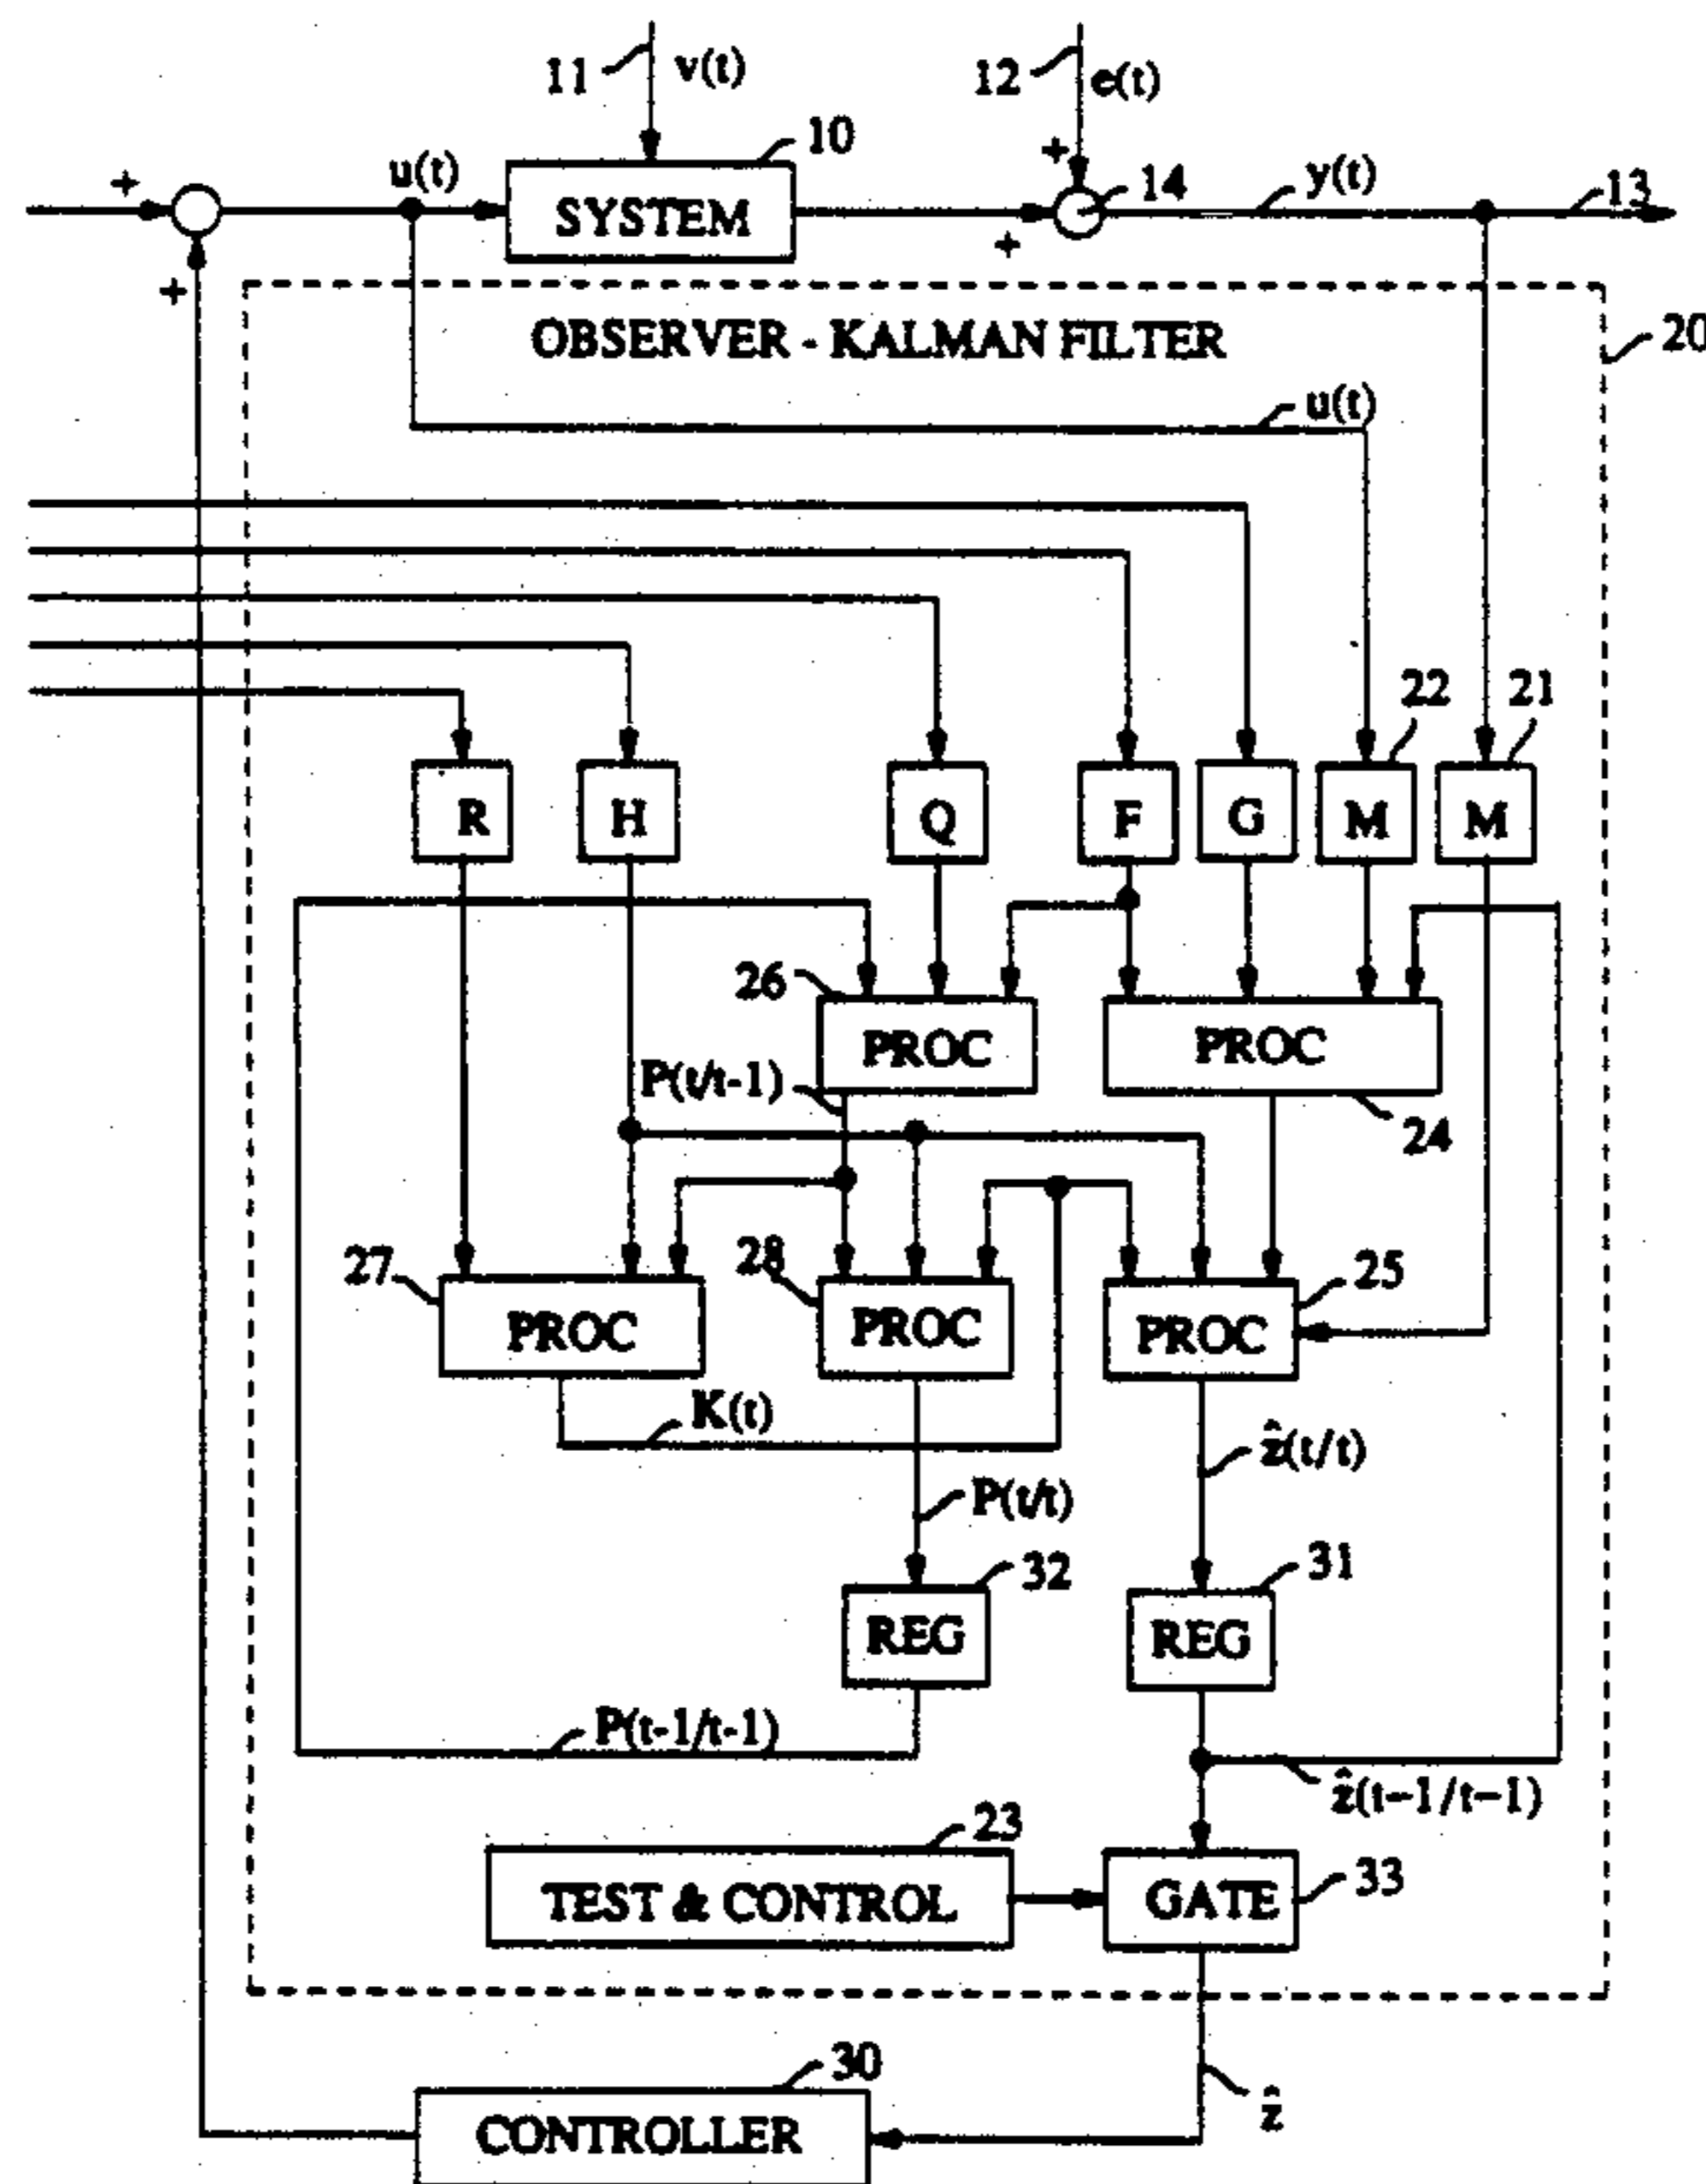 11
v(t)
12
e(t)
+
u(t)
10
SYSTEM
+
+
14
y(t)
13
+
OBSERVER - KALMAN FILTER
20
u(t)
22
21
R
H
Q
F
G
M
M
26
PROC
PROC
P(t/t-1)
24
27
PROC
28
PROC
25
PROC
K(t)
ẑ(t/t)
P(t/t)
32
REG
31
REG
P(t-1/t-1)
ẑ(t-1/t-1)
23
TEST & CONTROL
GATE
33
30
CONTROLLER
ẑ